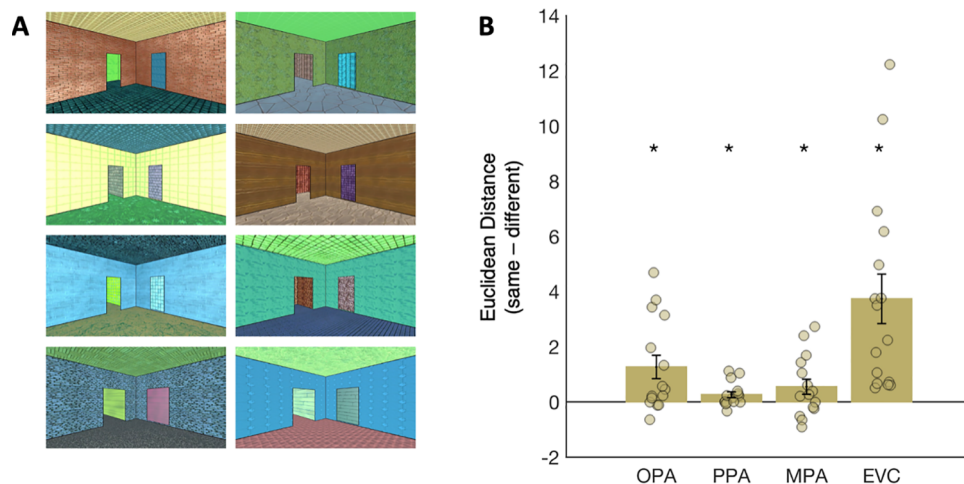 A
B
Euclidean Distance
(same – different)
14
12
10
8
6
4
2
0
-2
* * * *
OPA PPA MPA EVC